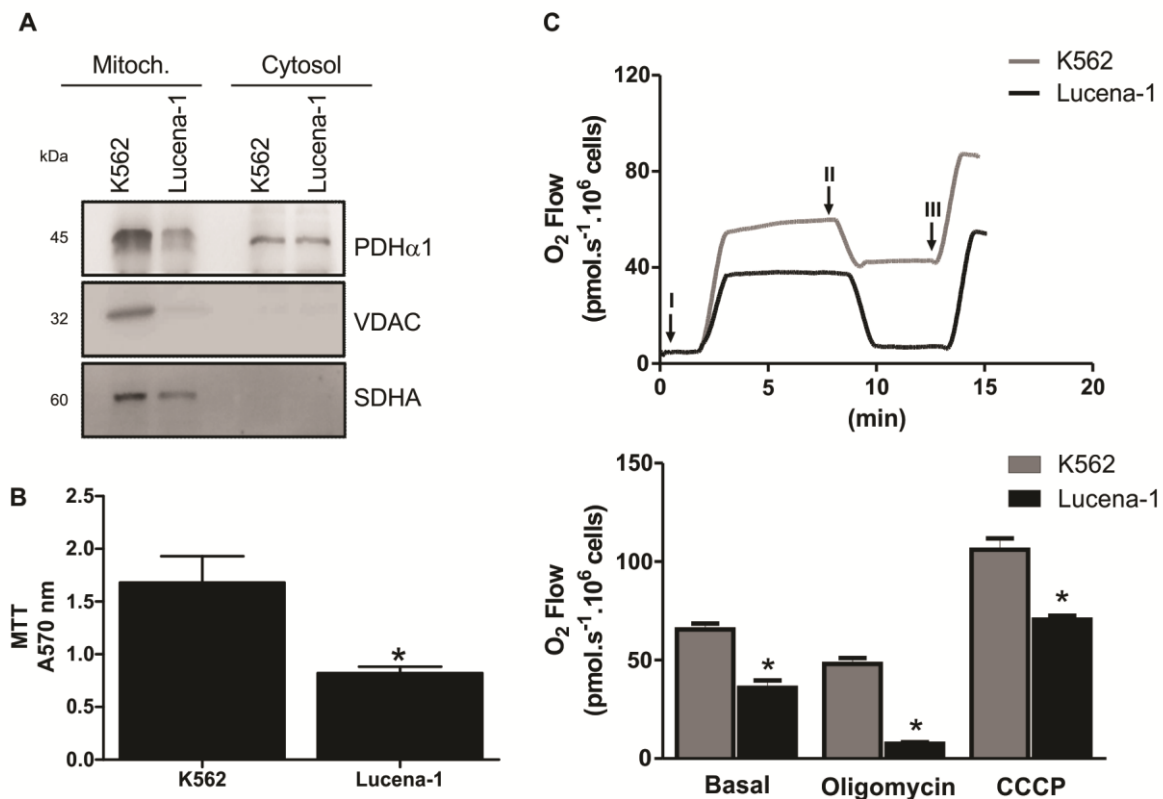 A
Mitoch. Cytosol
kDa
K562
Lucena-1
K562
Lucena-1
45
PDHα1
32
VDAC
60
SDHA
B
MTT
A570 nm
2.5
2.0
1.5
1.0
0.5
0.0
*
K562 Lucena-1
C
K562
Lucena-1
O₂ Flow
(pmol.s⁻¹.10⁶ cells)
120
80
40
0
I
II
III
0 5 10 15 20
(min)
K562
Lucena-1
O₂ Flow
(pmol.s⁻¹.10⁶ cells)
150
100
50
0
*
*
*
Basal Oligomycin CCCP